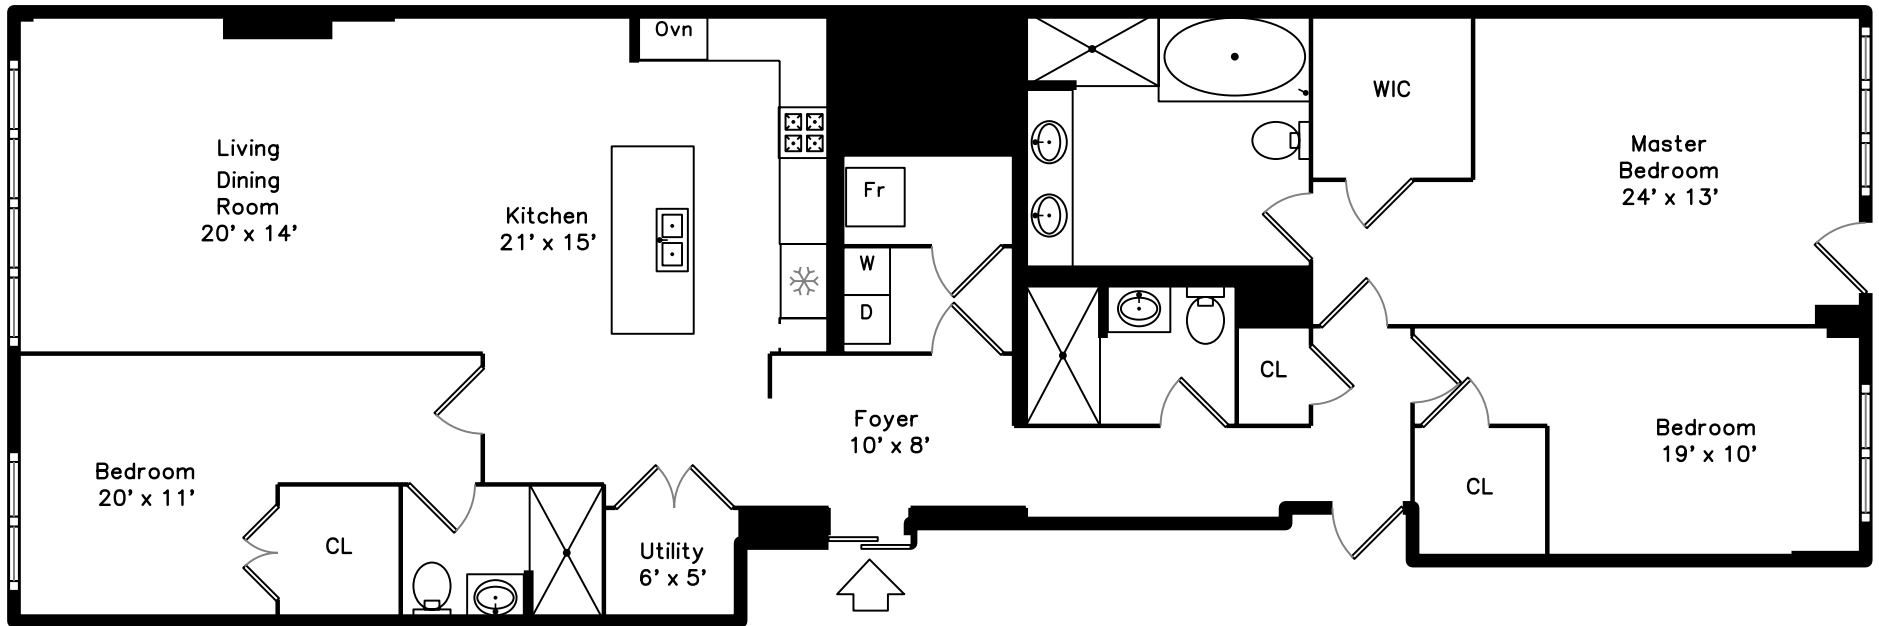 Ovn
Living
Dining
Room
20' x 14'
Kitchen
21' x 15'
Fr
W
D
WIC
Master
Bedroom
24' x 13'
CL
Foyer
10' x 8'
Bedroom
19' x 10'
CL
Bedroom
20' x 11'
CL
Utility
6' x 5'